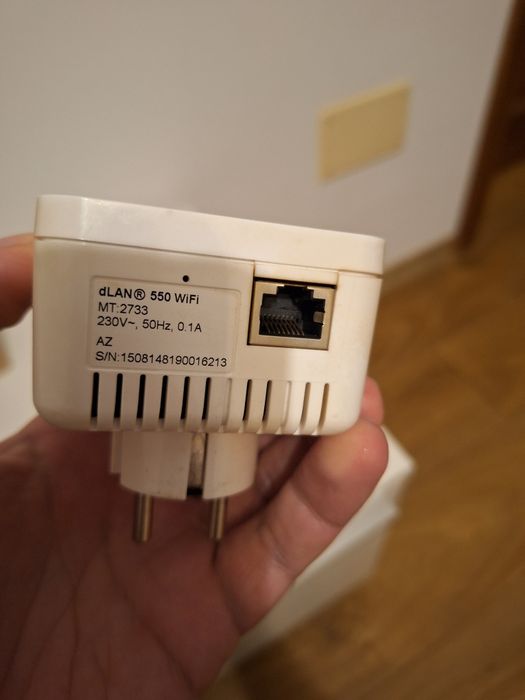 dLAN® 550 WiFi
MT:2733
230V~, 50Hz, 0.1A
AZ
S/N:1508148190016213